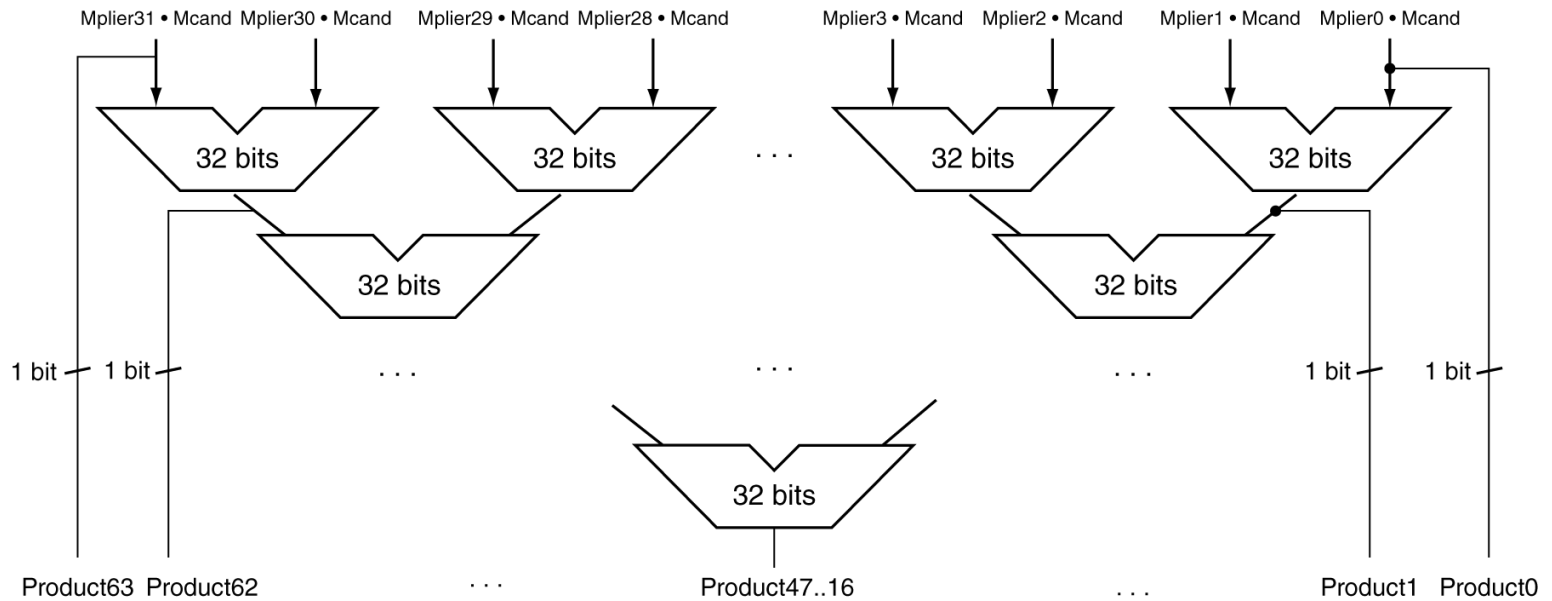 Mplier31 • Mcand Mplier30 • Mcand Mplier29 • Mcand Mplier28 • Mcand Mplier3 • Mcand Mplier2 • Mcand Mplier1 • Mcand Mplier0 • Mcand
32 bits 32 bits . . . 32 bits 32 bits
32 bits 32 bits
1 bit 1 bit . . . . . . . . . 1 bit 1 bit
32 bits
Product63 Product62 . . . Product47..16 . . . Product1 Product0